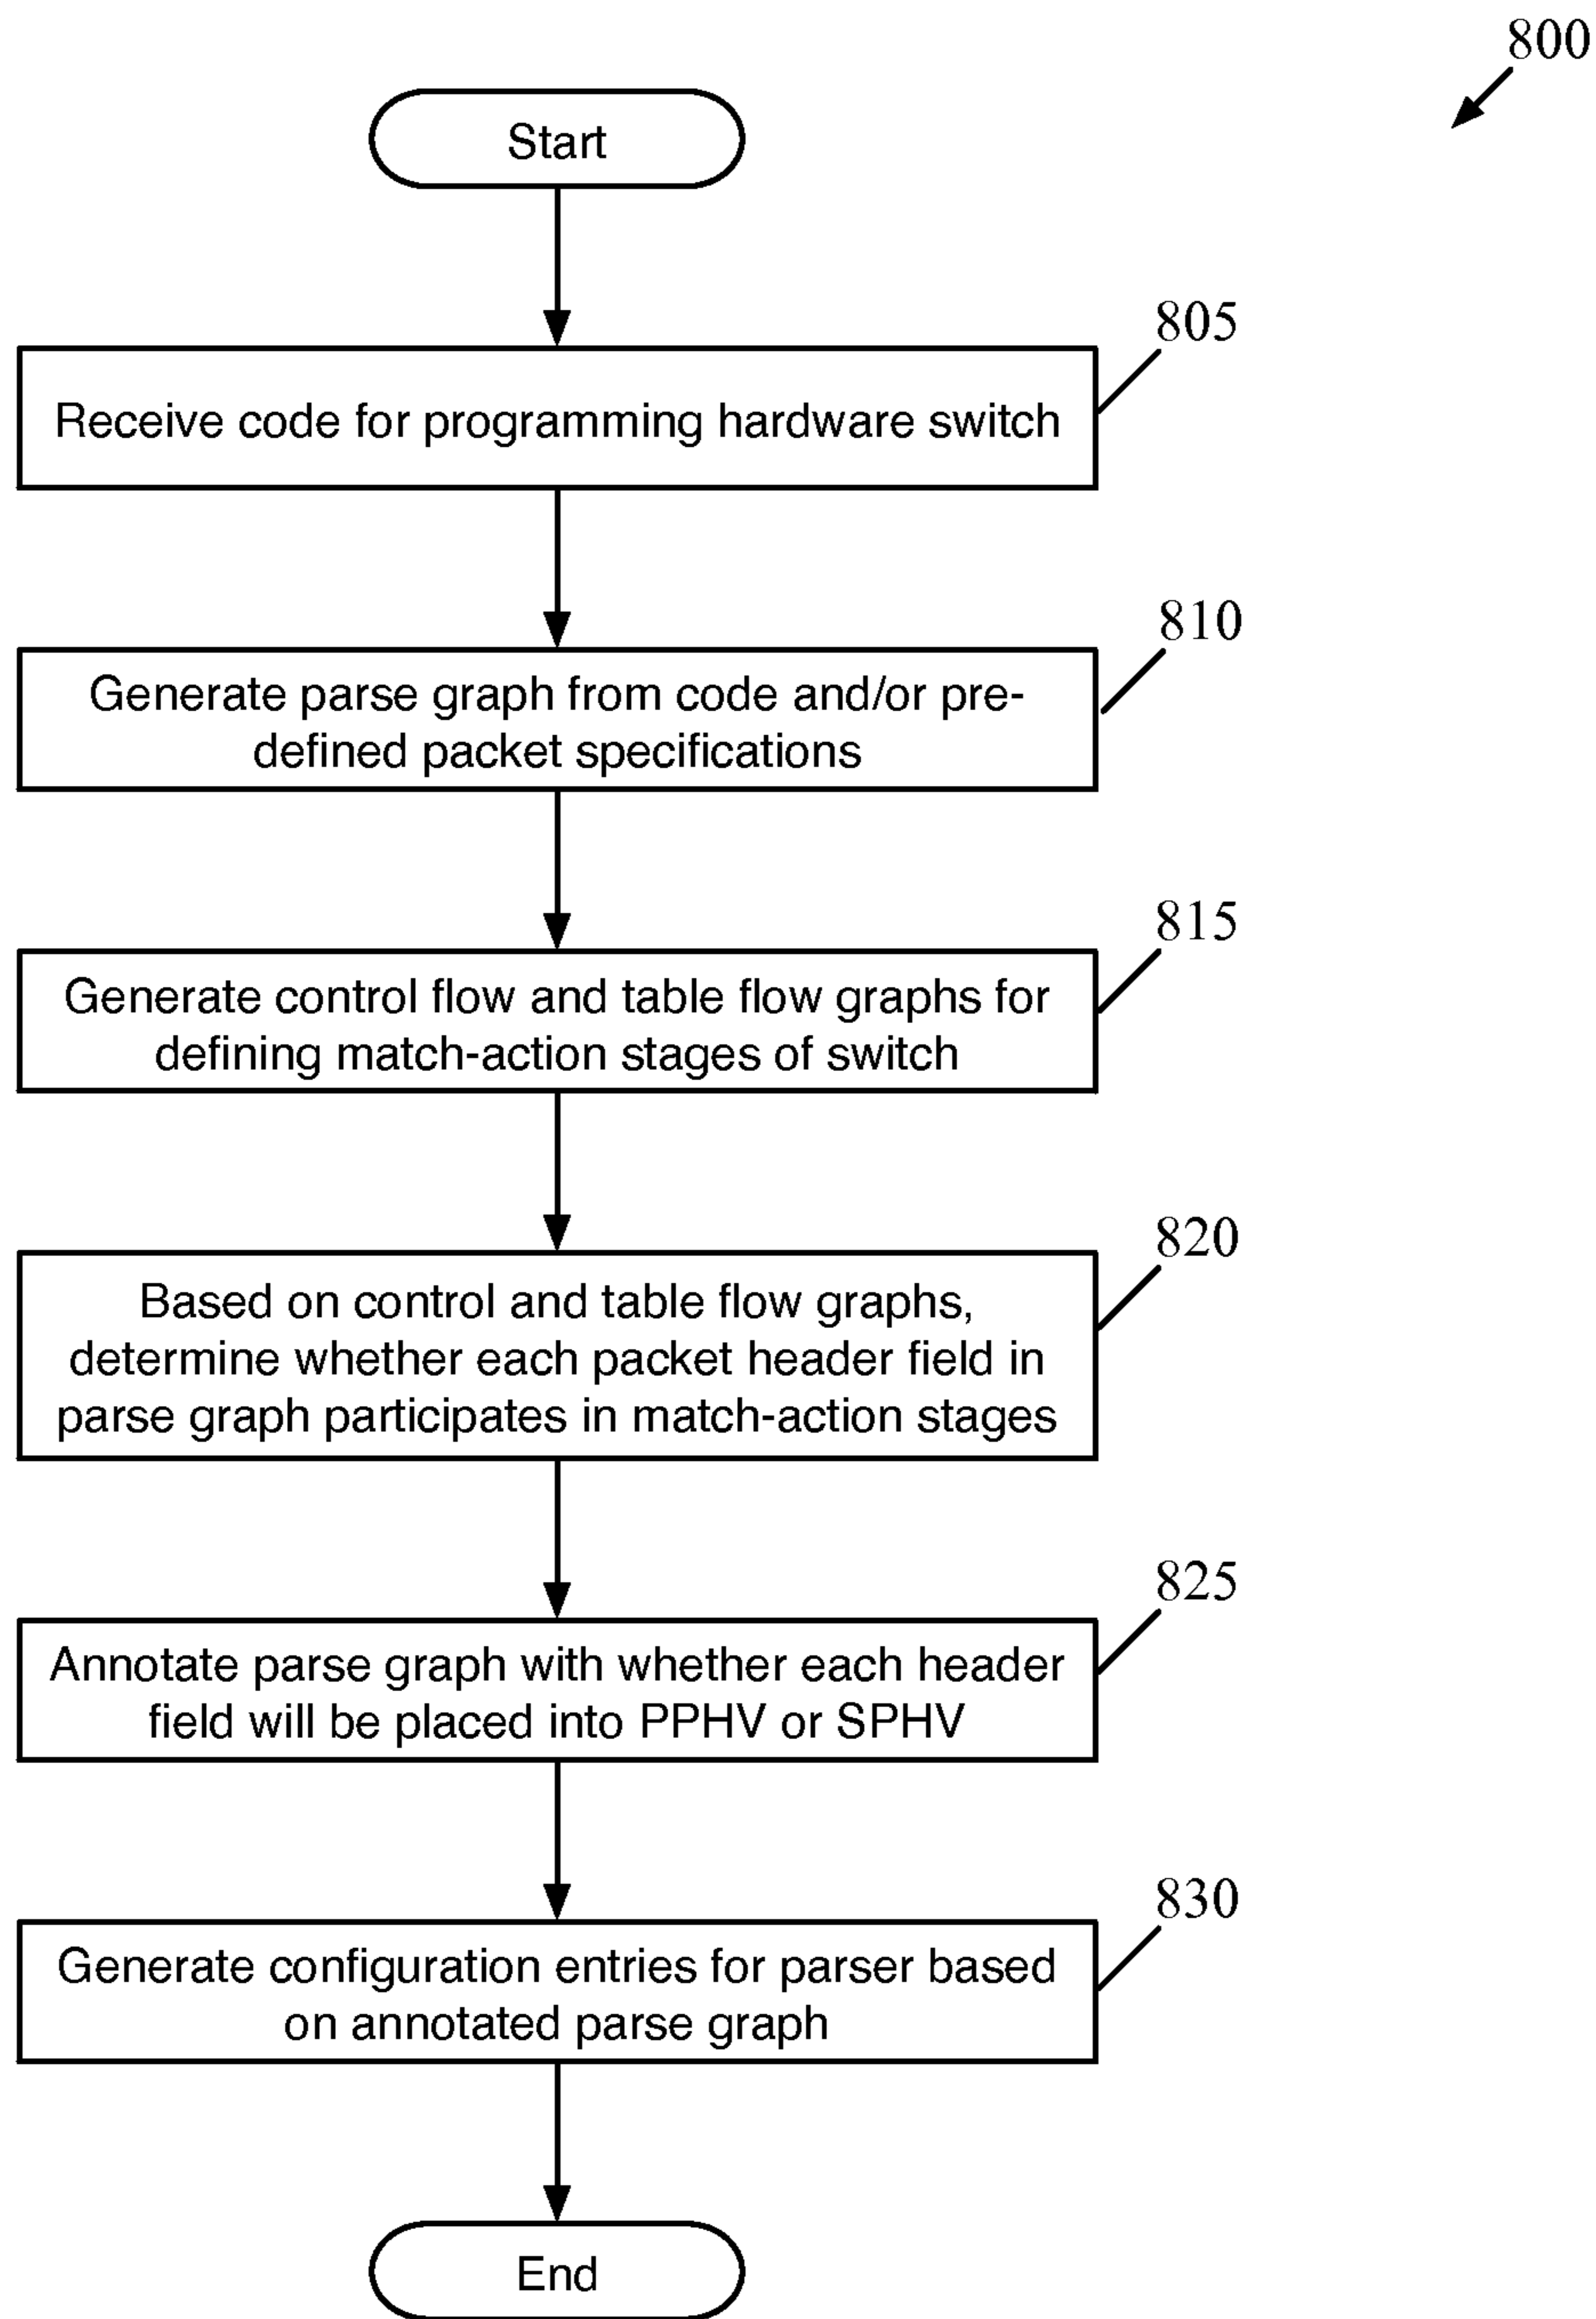 800
Start
805
Receive code for programming hardware switch
810
Generate parse graph from code and/or pre-
defined packet specifications
815
Generate control flow and table flow graphs for
defining match-action stages of switch
820
Based on control and table flow graphs,
determine whether each packet header field in
parse graph participates in match-action stages
825
Annotate parse graph with whether each header
field will be placed into PPHV or SPHV
830
Generate configuration entries for parser based
on annotated parse graph
End